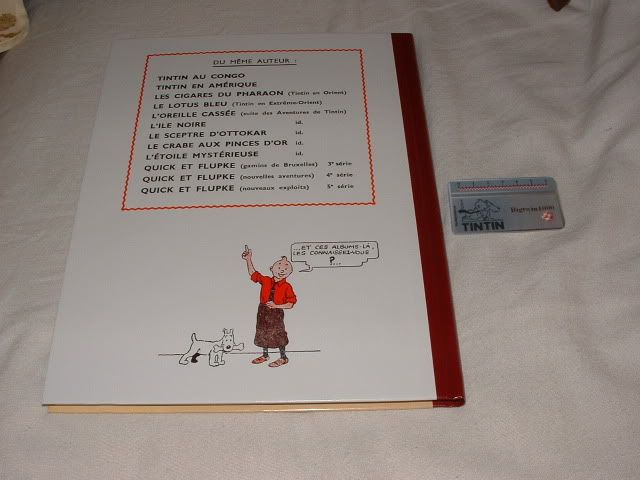 DU MÊME AUTEUR :
TINTIN AU CONGO
TINTIN EN AMÉRIQUE
LES CIGARES DU PHARAON (Tintin en Orient)
LE LOTUS BLEU (Tintin en Extrême-Orient)
L'OREILLE CASSÉE (suite des Aventures de Tintin)
L'ILE NOIRE id.
LE SCEPTRE D'OTTOKAR id.
LE CRABE AUX PINCES D'OR id.
L'ÉTOILE MYSTÉRIEUSE id.
QUICK ET FLUPKE (gamins de Bruxelles) 3e série
QUICK ET FLUPKE (nouvelles aventures) 4e série
QUICK ET FLUPKE (nouveaux exploits) 5e série
...ET CES ALBUMS-LÀ,
LES CONNAISSEZ-VOUS
?...
TINTIN